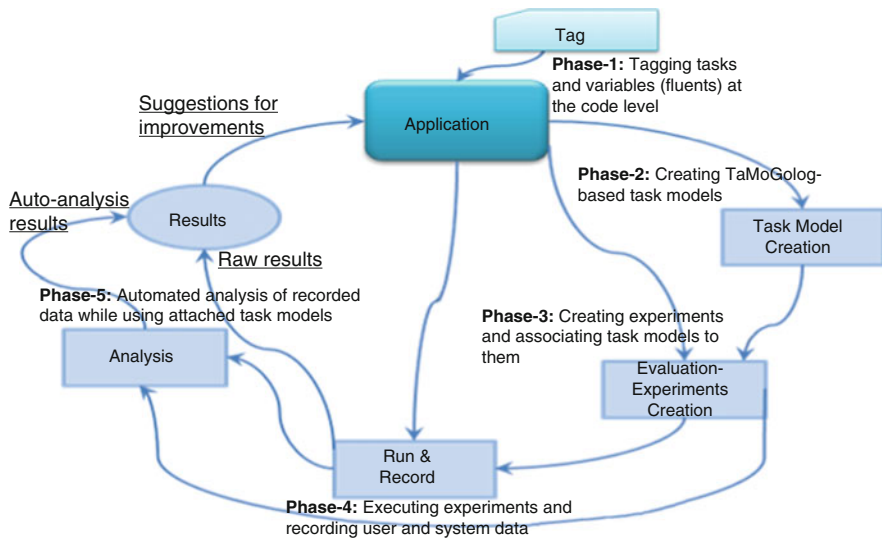 Tag
Phase-1: Tagging tasks
and variables (fluents) at
the code level
Suggestions for
improvements
Application
Phase-2: Creating TaMoGolog-
based task models
Auto-analysis
results
Results
Task Model
Creation
Raw results
Phase-5: Automated analysis of recorded
data while using attached task models
Phase-3: Creating experiments
and associating task models to
them
Analysis
Evaluation-
Experiments
Creation
Run &
Record
Phase-4: Executing experiments and
recording user and system data